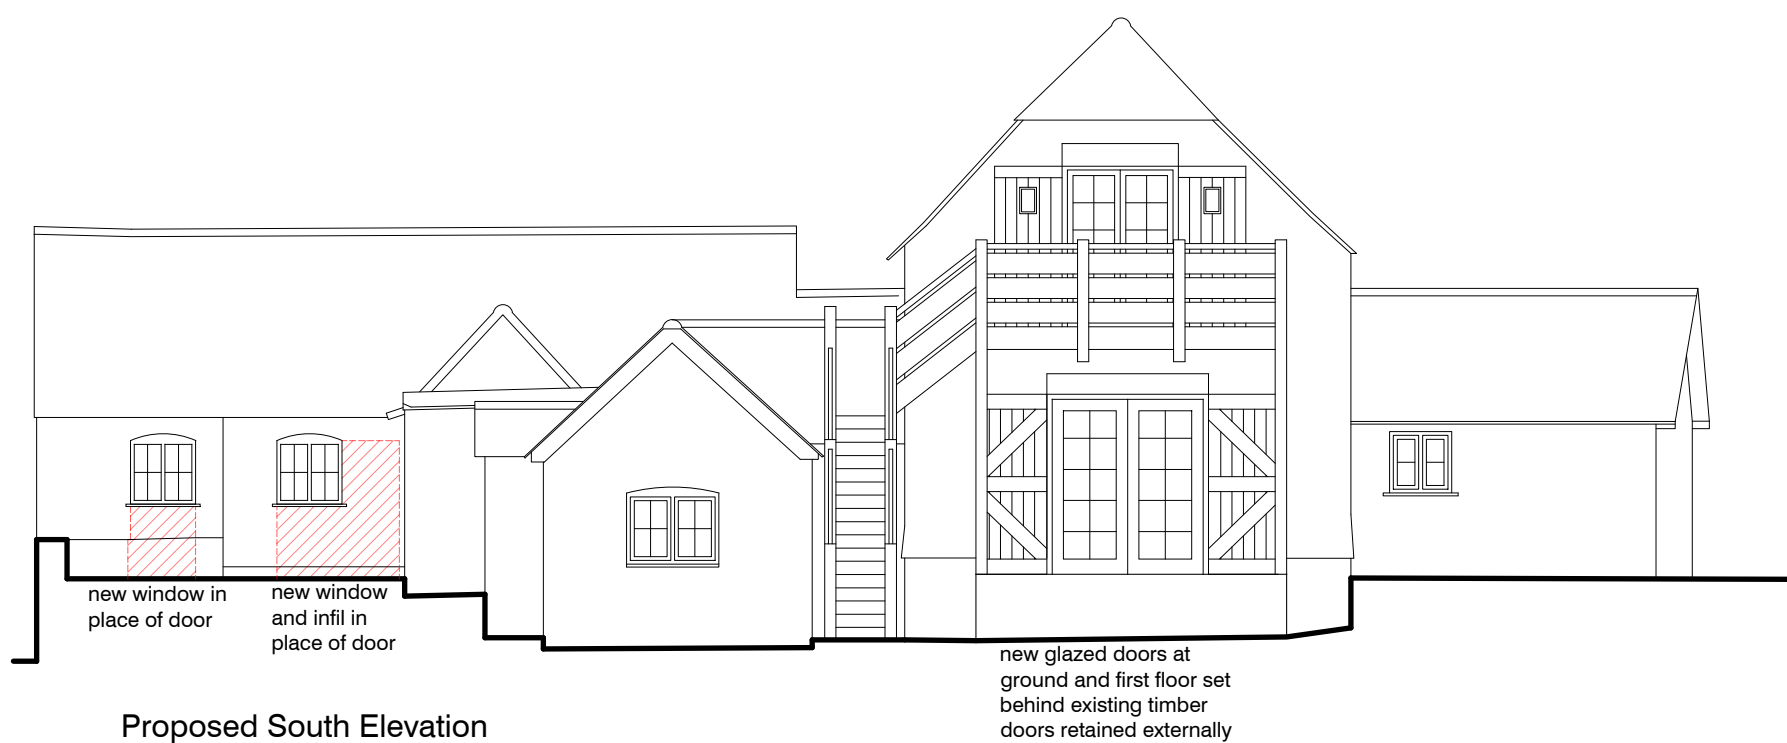 new window in
place of door
new window
and infil in
place of door
new glazed doors at
ground and first floor set
behind existing timber
doors retained externally
Proposed South Elevation